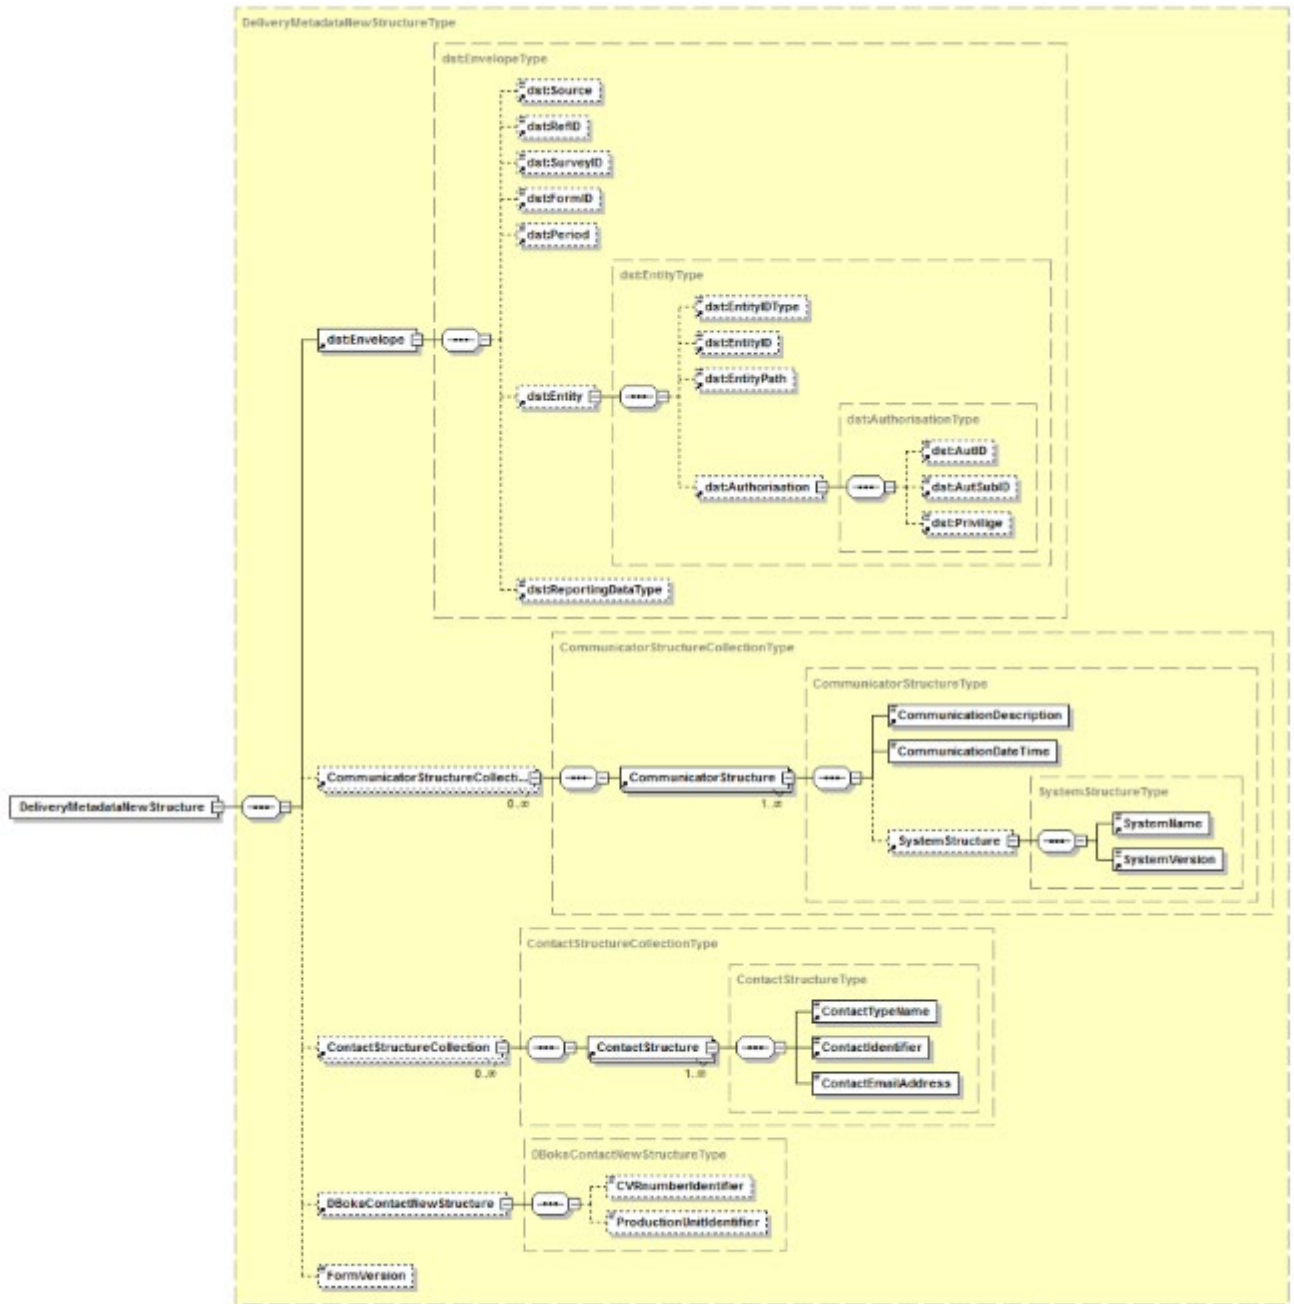 DeliveryMetadataNewStructureType
dst:EnvelopeType
dst:Source
dst:RefID
dst:SurveyID
dst:FormID
dst:Period
dst:EntityType
dst:EntityIDType
dst:Envelope
dst:EntityID
dst:EntityPath
dst:Entity
dst:AuthorisationType
dst:AutID
dst:Authorisation
dst:AutSubID
dst:Privilige
dst:ReportingDataType
CommunicatorStructureCollectionType
CommunicatorStructureType
CommunicationDescription
CommunicationDateTime
CommunicatorStructureCollecti...
CommunicatorStructure
0..∞
1..∞
SystemStructureType
DeliveryMetadataNewStructure
SystemName
SystemStructure
SystemVersion
ContactStructureCollectionType
ContactStructureType
ContactTypeName
ContactStructureCollection
ContactStructure
ContactIdentifier
0..∞
1..∞
ContactEmailAddress
DBoksContactNewStructureType
CVRnumberIdentifier
DBoksContactNewStructure
ProductionUnitIdentifier
FormVersion